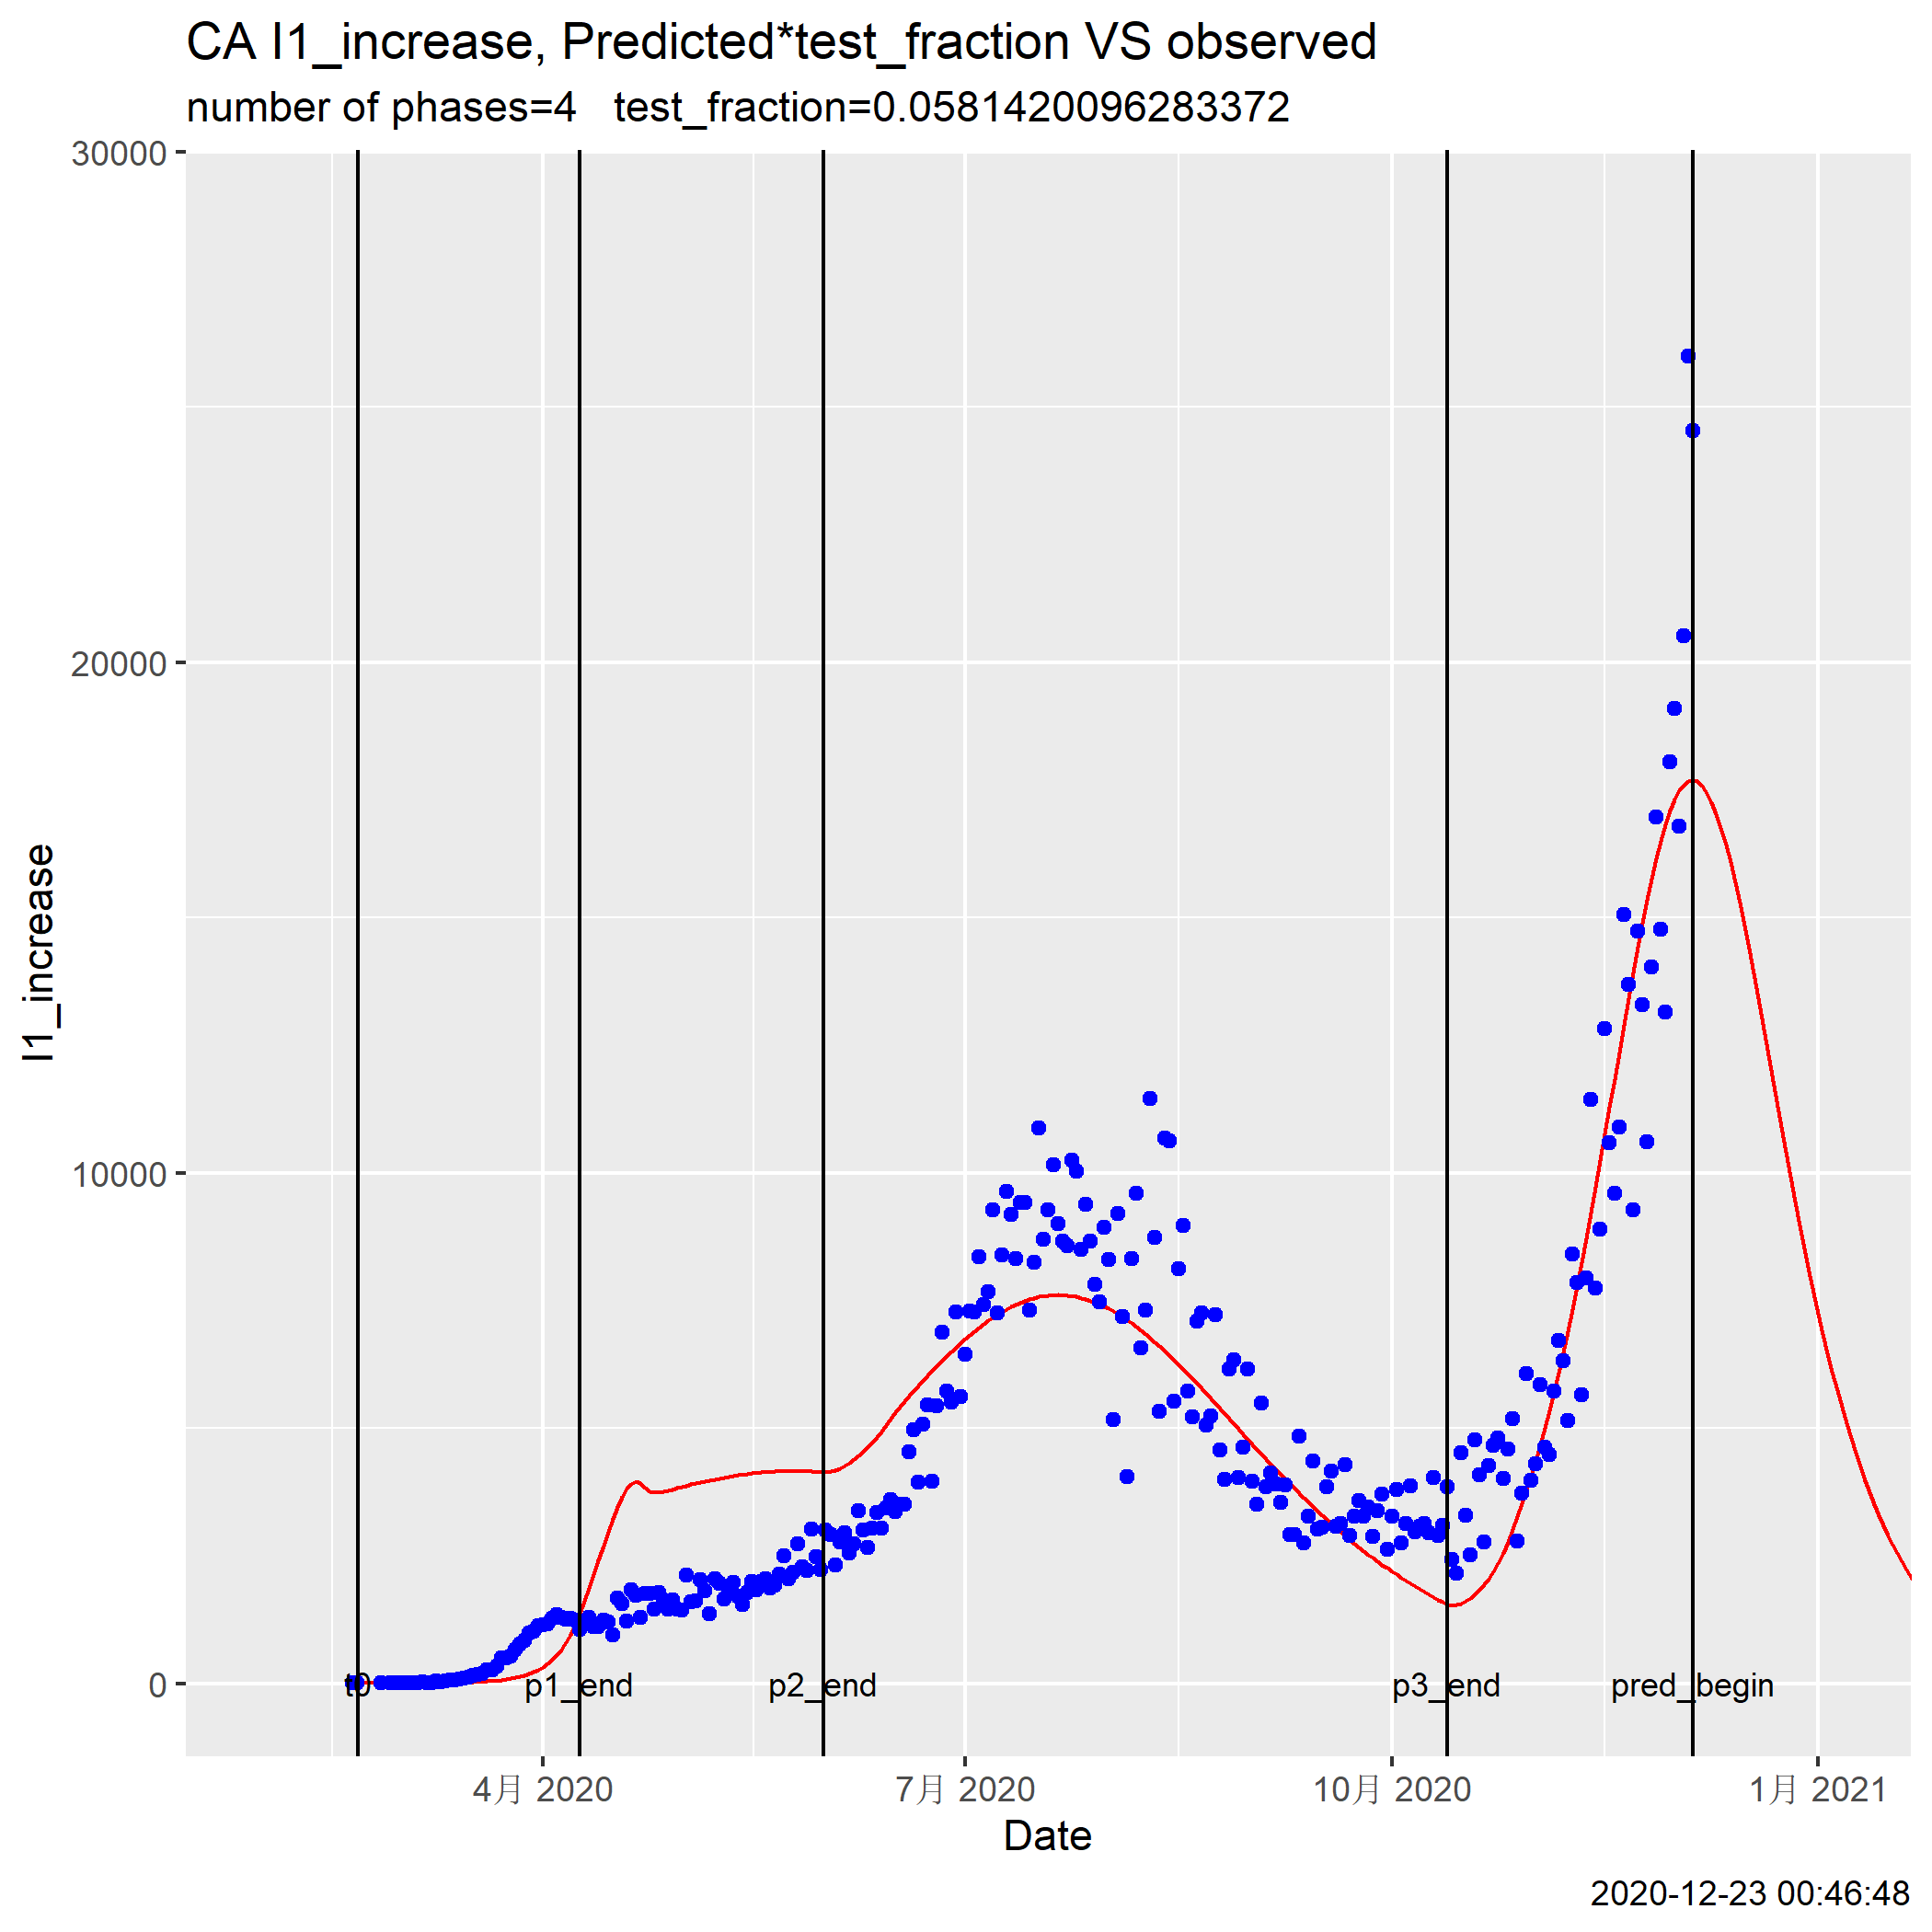 CA I1_increase, Predicted*test_fraction VS observed
number of phases=4   test_fraction=0.0581420096283372
30000
20000
10000
0
I1_increase
t0
p1_end
p2_end
p3_end
pred_begin
4月 2020
7月 2020
10月 2020
1月 2021
Date
2020-12-23 00:46:48